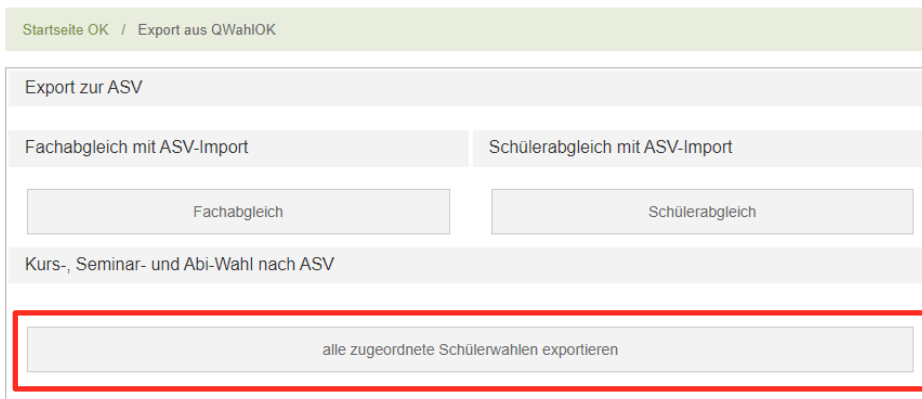 Startseite OK / Export aus QWahlOK
Export zur ASV
Fachabgleich mit ASV-Import
Schülerabgleich mit ASV-Import
Fachabgleich
Schülerabgleich
Kurs-, Seminar- und Abi-Wahl nach ASV
alle zugeordnete Schülerwahlen exportieren